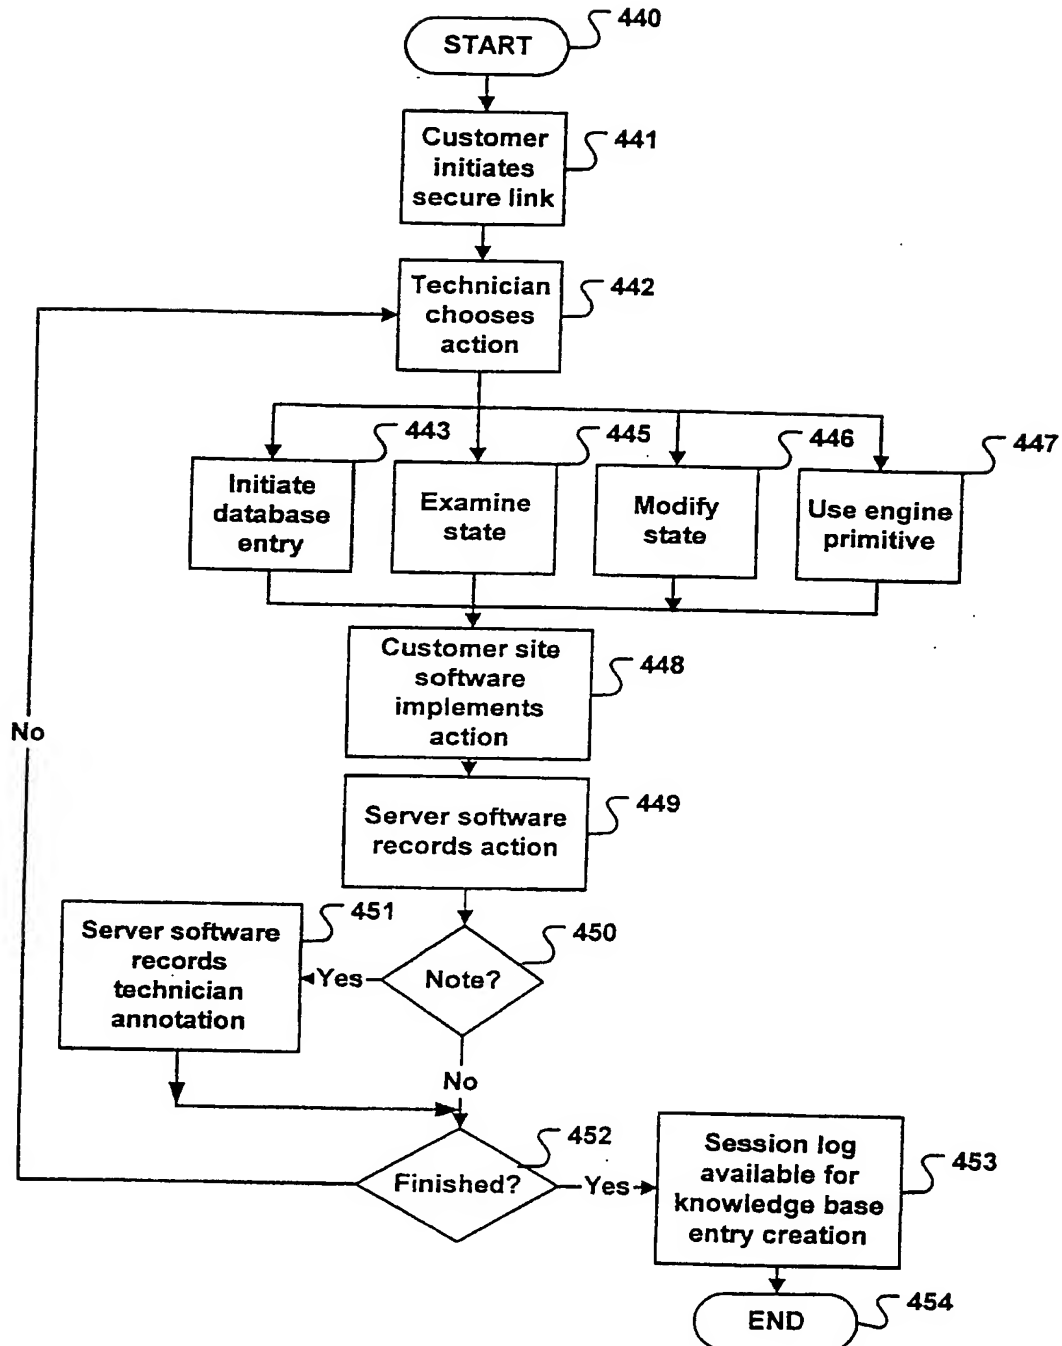 START
440
Customer
initiates
secure link
441
Technician
chooses
action
442
443
445
446
447
Initiate
database
entry
Examine
state
Modify
state
Use engine
primitive
Customer site
software
implements
action
448
No
Server software
records action
449
Server software
records
technician
annotation
451
Yes
Note?
450
No
Finished?
452
Yes
Session log
available for
knowledge base
entry creation
453
END
454